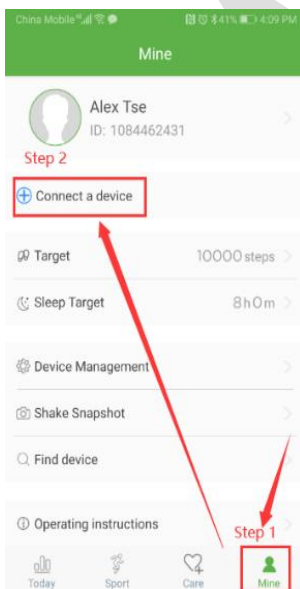 China Mobile 41% 4:09 PM
Mine
Alex Tse
ID: 1084462431
Step 2
Connect a device
Target 10000 steps
Sleep Target 8h0m
Device Management
Shake Snapshot
Find device
Operating instructions
Step 1
Today Sport Care Mine